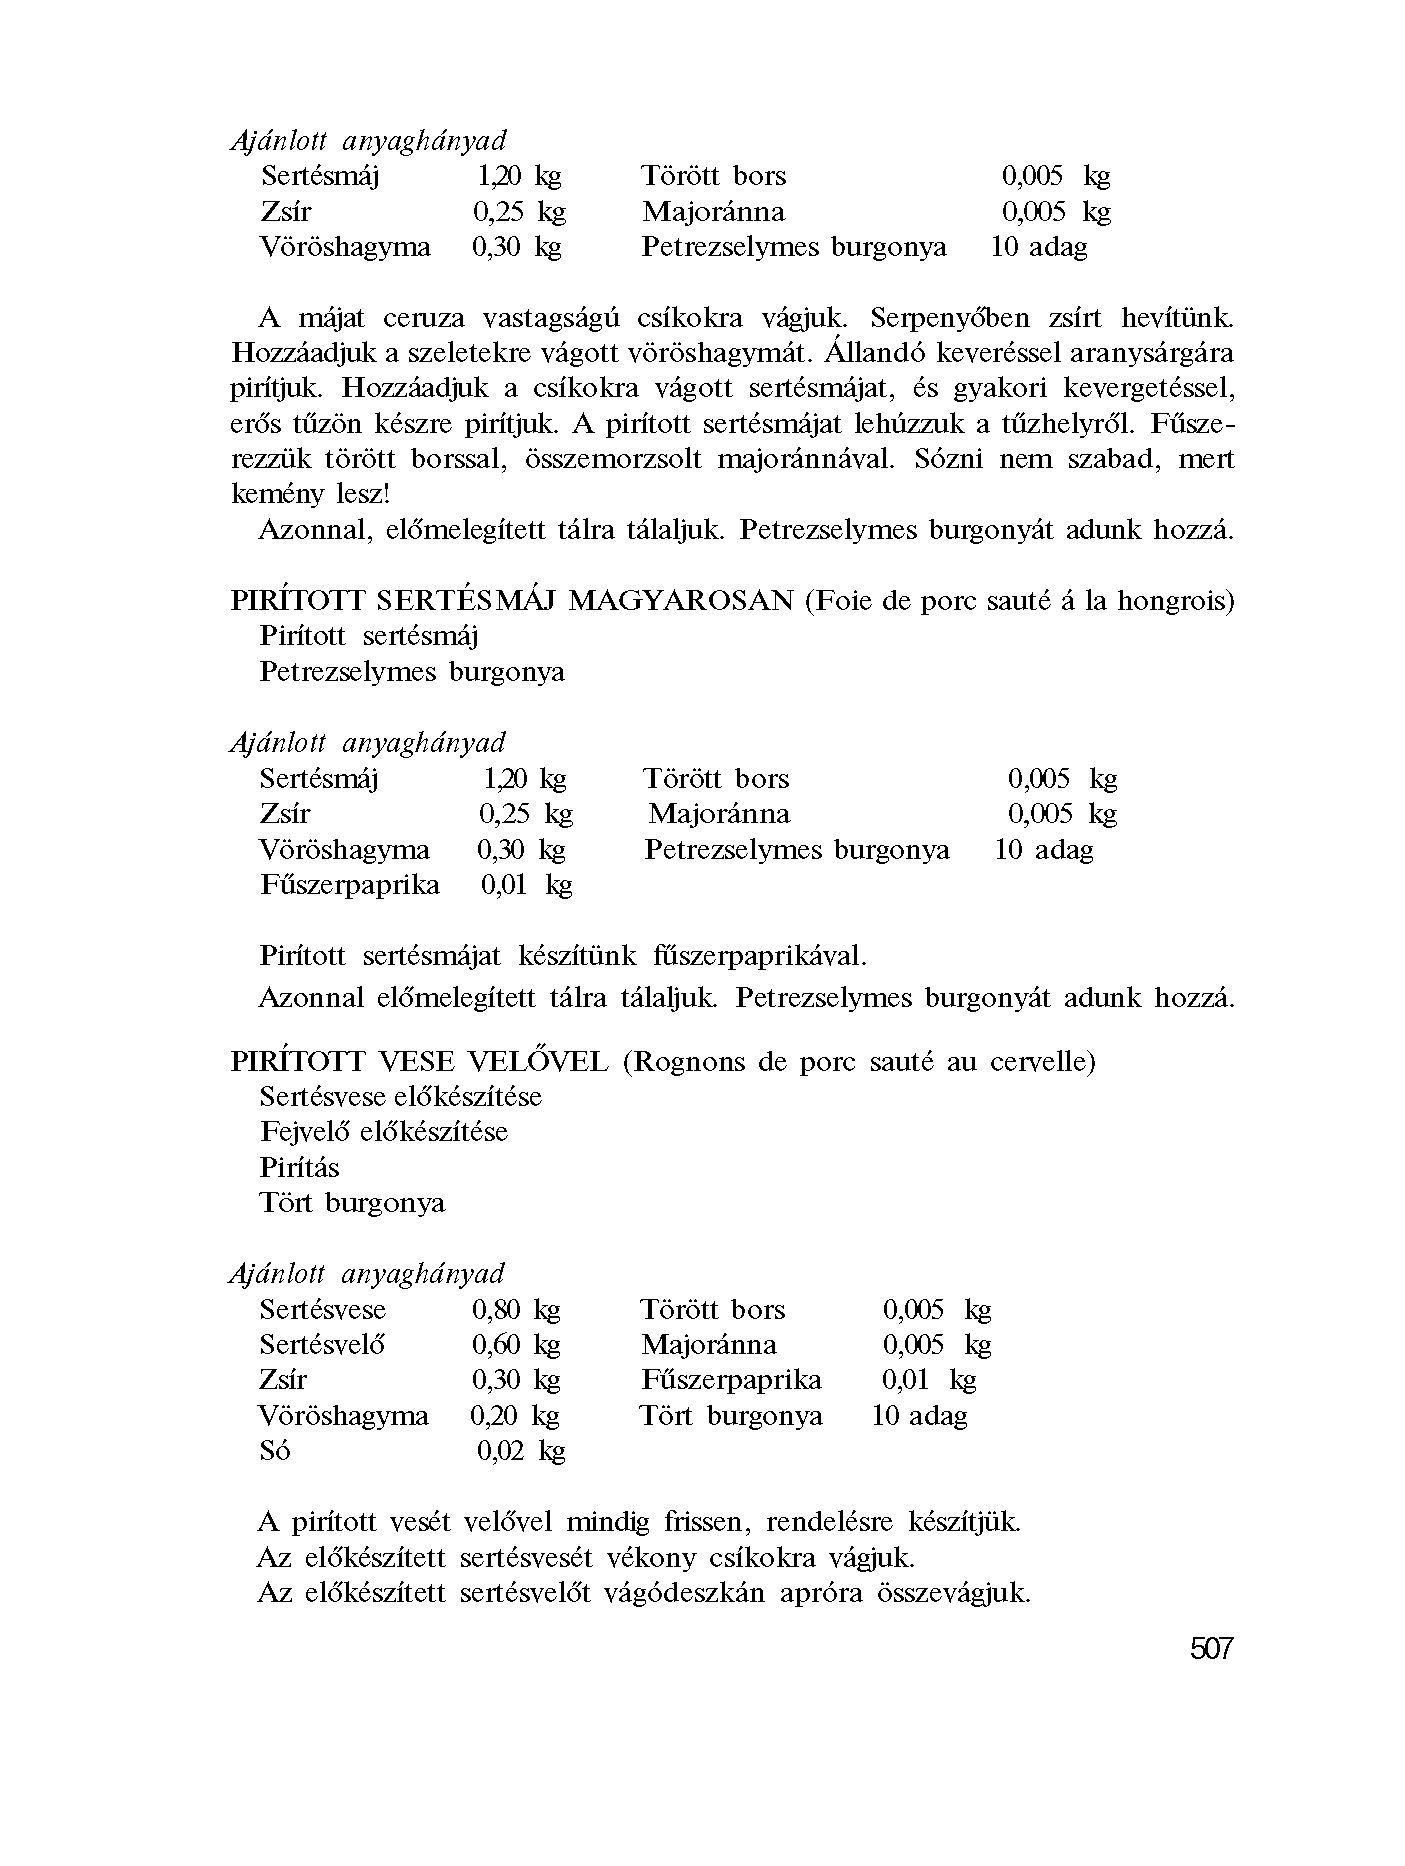 Ajánlott anyaghányad
Sertésmáj 1,20 kg Törött bors 0,005 kg
Zsír 0,25 kg Majoránna 0,005 kg
Vöröshagyma 0,30 kg Petrezselymes burgonya 10 adag
A májat ceruza vastagságú csíkokra vágjuk. Serpenyőben zsírt hevítünk.
Hozzáadjuk a szeletekre vágott vöröshagymát. Állandó keveréssel aranysárgára
pirítjuk. Hozzáadjuk a csíkokra vágott sertésmájat, és gyakori kevergetéssel,
erős tűzön készre pirítjuk. A pirított sertésmájat lehúzzuk a tűzhelyről. Fűsze-
rezzük törött borssal, összemorzsolt majoránnával. Sózni nem szabad, mert
kemény lesz!
Azonnal, előmelegített tálra tálaljuk. Petrezselymes burgonyát adunk hozzá.
PIRÍTOTT SERTÉSMÁJ MAGYAROSAN (Foie de porc sauté á la hongrois)
Pirított sertésmáj
Petrezselymes burgonya
Ajánlott anyaghányad
Sertésmáj 1,20 kg Törött bors 0,005 kg
Zsír 0,25 kg Majoránna 0,005 kg
Vöröshagyma 0,30 kg Petrezselymes burgonya 10 adag
Fűszerpaprika 0,01 kg
Pirított sertésmájat készítünk fűszerpaprikával.
Azonnal előmelegített tálra tálaljuk. Petrezselymes burgonyát adunk hozzá.
PIRÍTOTT VESE VELŐVEL (Rognons de porc sauté au cervelle)
Sertésvese előkészítése
Fejvelő előkészítése
Pirítás
Tört burgonya
Ajánlott anyaghányad
Sertésvese 0,80 kg Törött bors 0,005 kg
Sertésvelő 0,60 kg Majoránna 0,005 kg
Zsír 0,30 kg Fűszerpaprika 0,01 kg
Vöröshagyma 0,20 kg Tört burgonya 10 adag
Só 0,02 kg
A pirított vesét velővel mindig frissen, rendelésre készítjük.
Az előkészített sertésvesét vékony csíkokra vágjuk.
Az előkészített sertésvelőt vágódeszkán apróra összevágjuk.
507